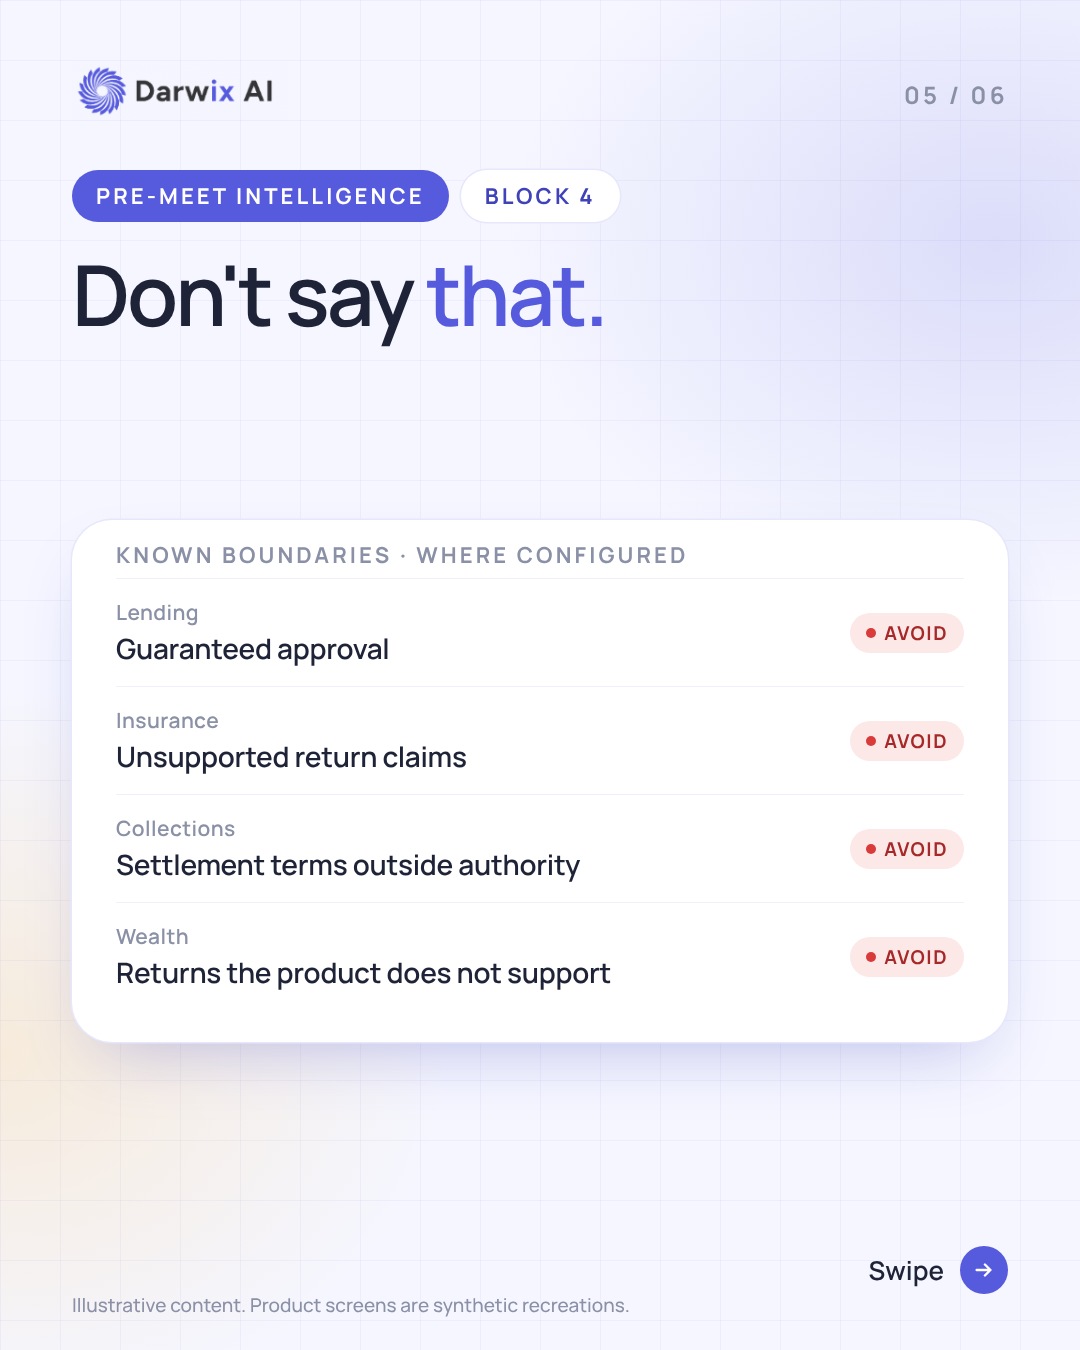 Darwix AI
05 / 06
PRE-MEET INTELLIGENCE
BLOCK 4
Don't say that.
KNOWN BOUNDARIES · WHERE CONFIGURED
Lending
Guaranteed approval
AVOID
Insurance
Unsupported return claims
AVOID
Collections
Settlement terms outside authority
AVOID
Wealth
Returns the product does not support
AVOID
Swipe
Illustrative content. Product screens are synthetic recreations.